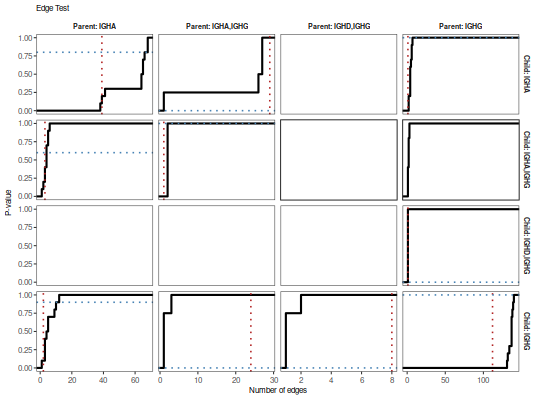 Edge Test
Parent: IGHA Parent: IGHA,IGHG Parent: IGHD,IGHG Parent: IGHG
1.00
0.75
0.50
0.25
0.00
Child: IGHA
1.00
0.75
0.50
0.25
0.00
Child: IGHA,IGHG
P-value
1.00
0.75
0.50
0.25
0.00
Child: IGHD,IGHG
1.00
0.75
0.50
0.25
0.00
Child: IGHG
0 20 40 60 0 10 20 30 2 4 6 8 0 50 100
Number of edges